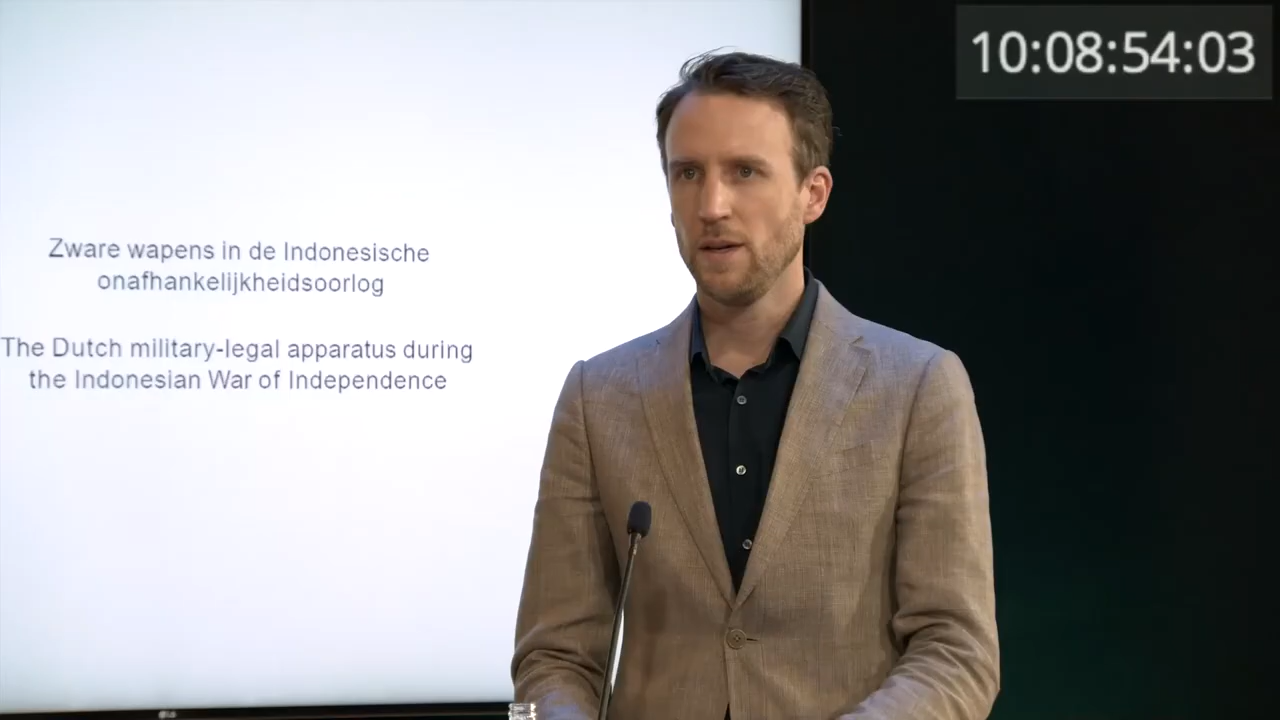 10:08:54:03
Zware wapens in de Indonesische
onafhankelijkheidsoorlog
The Dutch military-legal apparatus during
the Indonesian War of Independence